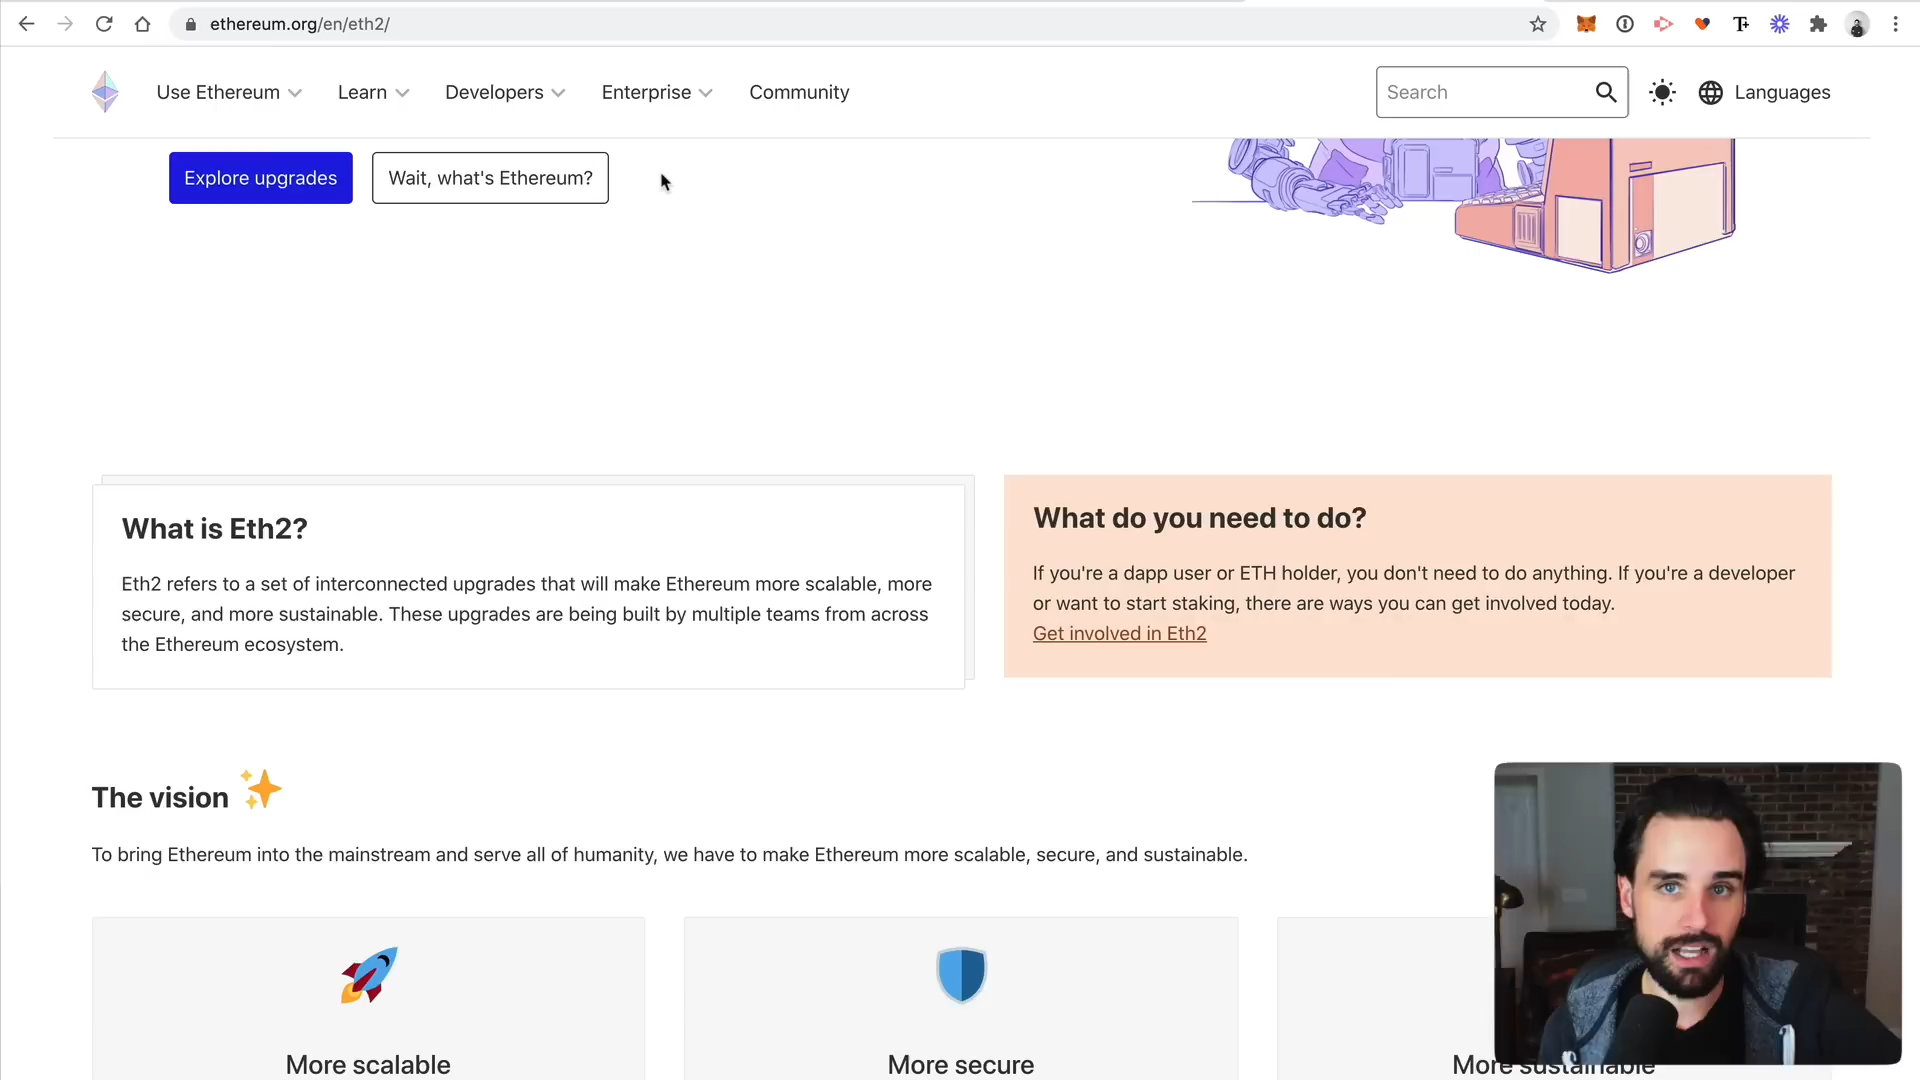 ethereum.org/en/eth2/
Use Ethereum Learn Developers Enterprise Community Search Languages
Explore upgrades Wait, what's Ethereum?
What is Eth2?
Eth2 refers to a set of interconnected upgrades that will make Ethereum more scalable, more
secure, and more sustainable. These upgrades are being built by multiple teams from across
the Ethereum ecosystem.
What do you need to do?
If you're a dapp user or ETH holder, you don't need to do anything. If you're a developer
or want to start staking, there are ways you can get involved today.
Get involved in Eth2
The vision
To bring Ethereum into the mainstream and serve all of humanity, we have to make Ethereum more scalable, secure, and sustainable.
More scalable
More secure
More sustainable